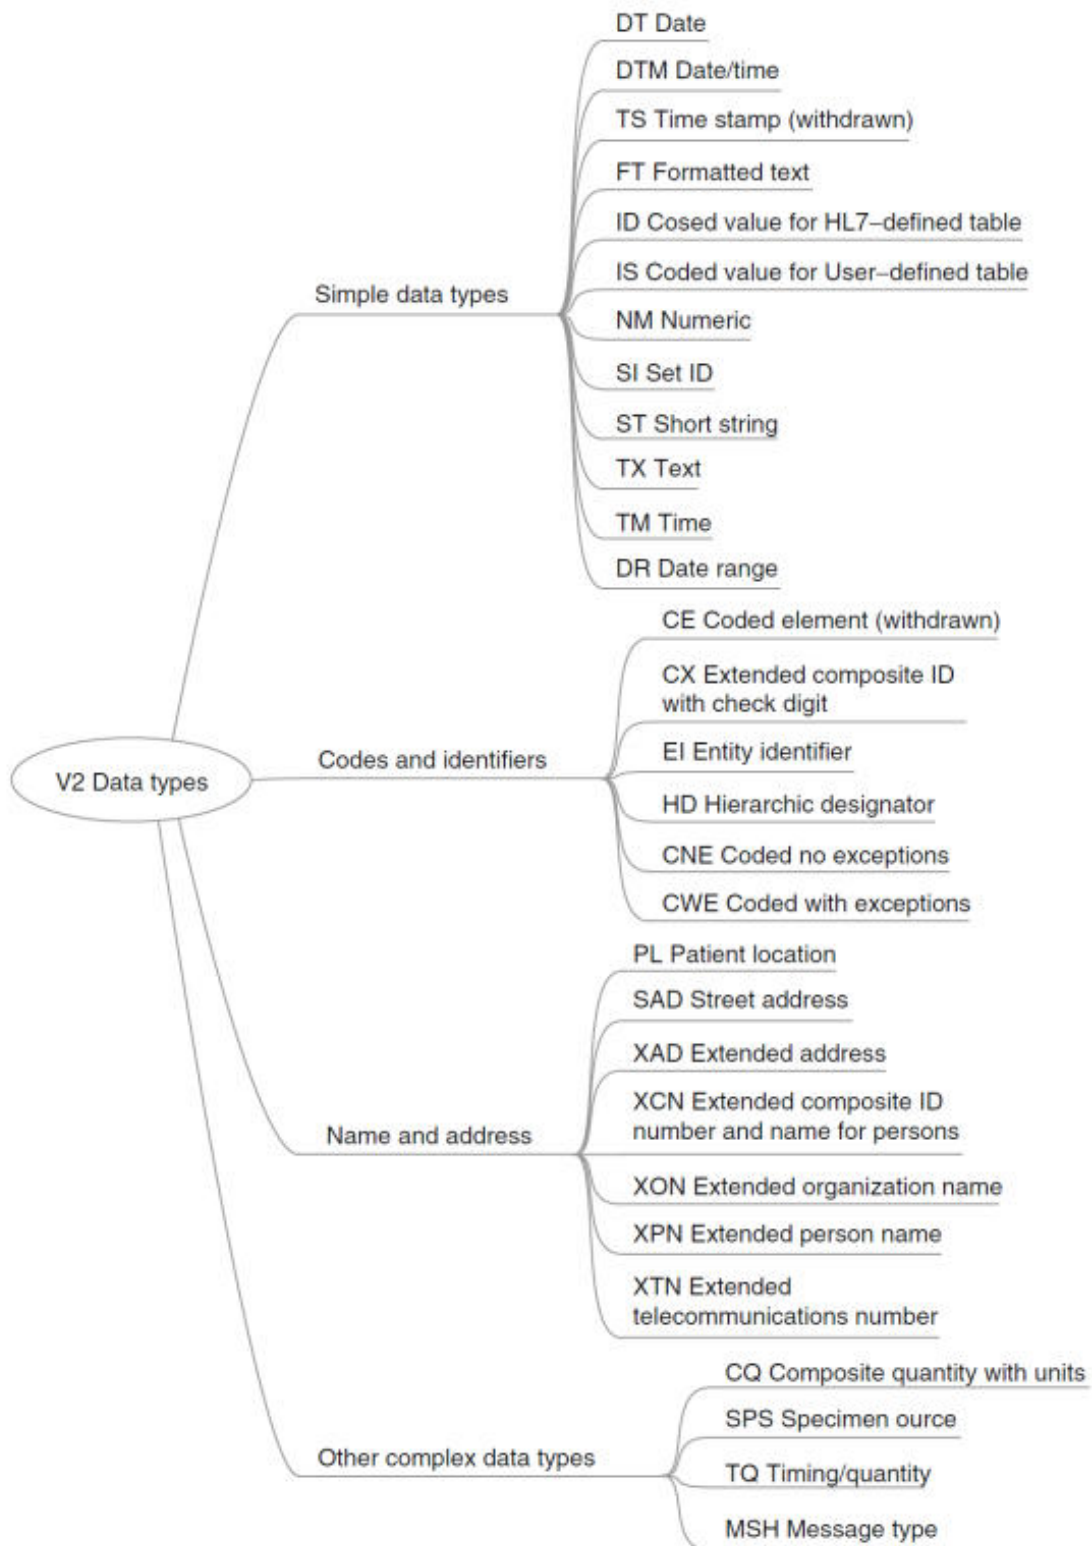 V2 Data types
Simple data types
DT Date
DTM Date/time
TS Time stamp (withdrawn)
FT Formatted text
ID Cosed value for HL7–defined table
IS Coded value for User–defined table
NM Numeric
SI Set ID
ST Short string
TX Text
TM Time
DR Date range
Codes and identifiers
CE Coded element (withdrawn)
CX Extended composite ID
with check digit
EI Entity identifier
HD Hierarchic designator
CNE Coded no exceptions
CWE Coded with exceptions
Name and address
PL Patient location
SAD Street address
XAD Extended address
XCN Extended composite ID
number and name for persons
XON Extended organization name
XPN Extended person name
XTN Extended
telecommunications number
Other complex data types
CQ Composite quantity with units
SPS Specimen ource
TQ Timing/quantity
MSH Message type